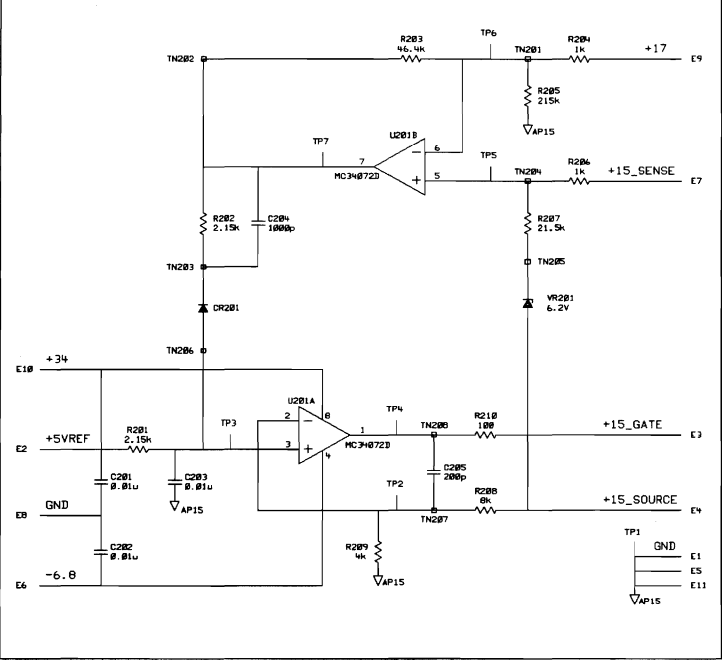 TP6
R203
46.4k
TN202
TN201
R204
1k
+17
E9
R205
215k
AP15
U201B
TP7
7
MC34072D
6
5
TP5
TN204
R206
1k
+15_SENSE
E7
R202
2.15k
C204
1000p
R207
21.5k
TN203
TN205
CR201
VR201
6.2V
TN206
+34
E10
U201A
8
2
1
TP4
R210
100
+15_GATE
E3
+5VREF
E2
R201
2.15k
TP3
3
4
MC34072D
TN208
C201
0.01u
C203
0.01u
AP15
C205
200p
GND
E8
TP2
TN207
R208
8k
+15_SOURCE
E4
C202
0.01u
R209
4k
AP15
TP1
GND
E1
E5
E11
AP15
-6.8
E6